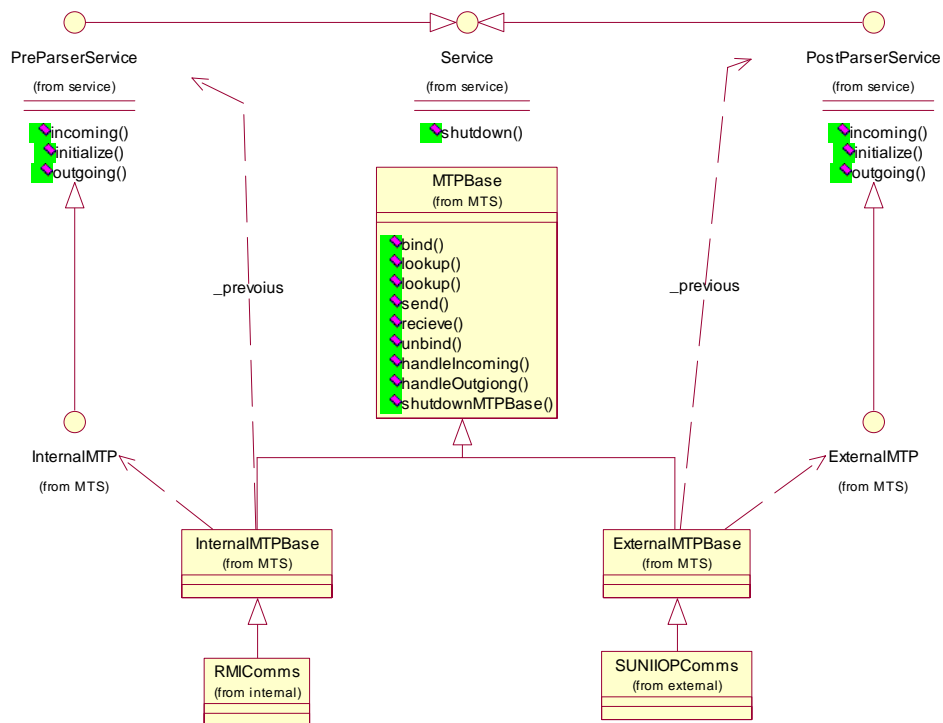 PreParserService
(from service)
incoming()
initialize()
outgoing()
Service
(from service)
shutdown()
PostParserService
(from service)
incoming()
initialize()
outgoing()
MTPBase
(from MTS)
bind()
lookup()
lookup()
send()
recieve()
unbind()
handleIncoming()
handleOutgiong()
shutdownMTPBase()
_prevoius
_previous
InternalMTP
(from MTS)
ExternalMTP
(from MTS)
InternalMTPBase
(from MTS)
ExternalMTPBase
(from MTS)
RMIComms
(from internal)
SUNIIOPComms
(from external)